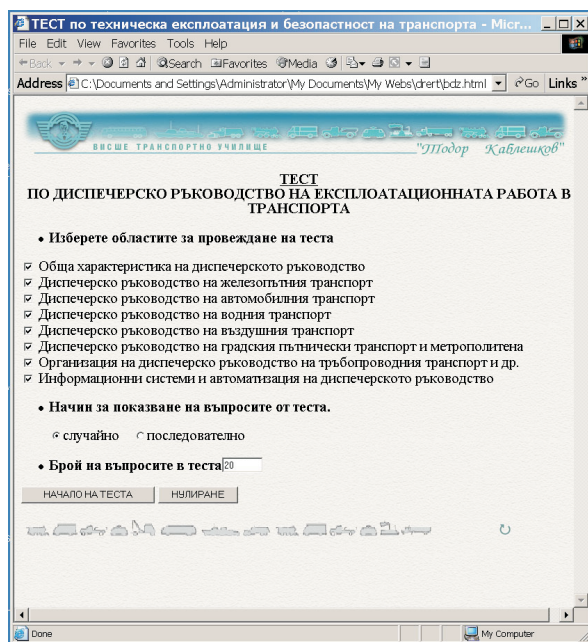 ТЕСТ по техническа експлоатация и безопастност на транспорта - Micr...
File Edit View Favorites Tools Help
Back Search Favorites Media
Address C:\Documents and Settings\Administrator\My Documents\My Webs\drert\bdz.html Go Links »
ВИСШЕ ТРАНСПОРТНО УЧИЛИЩЕ "Тодор Каблешков"
ТЕСТ
ПО ДИСПЕЧЕРСКО РЪКОВОДСТВО НА ЕКСПЛОАТАЦИОННАТА РАБОТА В
ТРАНСПОРТА
• Изберете областите за провеждане на теста
Обща характеристика на диспечерското ръководство
Диспечерско ръководство на железопътния транспорт
Диспечерско ръководство на автомобилния транспорт
Диспечерско ръководство на водния транспорт
Диспечерско ръководство на въздушния транспорт
Диспечерско ръководство на градския пътнически транспорт и метрополитена
Организация на диспечерско ръководство на тръбопроводния транспорт и др.
Информационни системи и автоматизация на диспечерското ръководство
• Начин за показване на въпросите от теста.
случайно последователно
• Брой на въпросите в теста 20
НАЧАЛО НА ТЕСТА НУЛИРАНЕ
Done My Computer